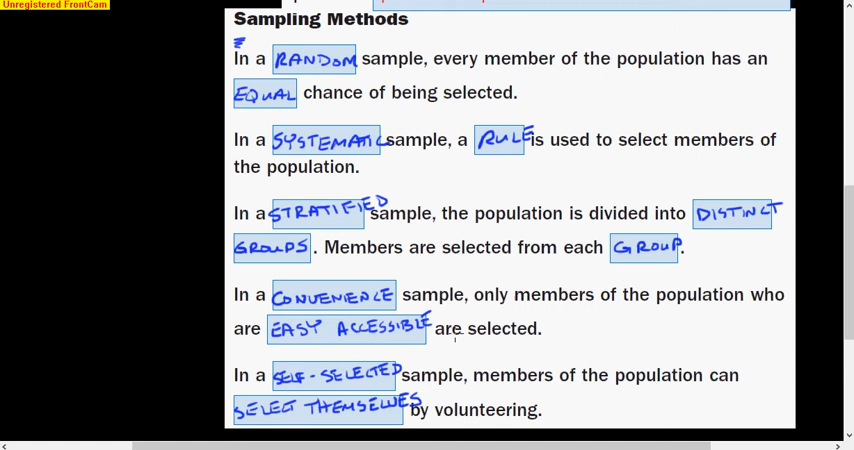 Unregistered FrontCam
Sampling Methods
In a RANDOM sample, every member of the population has an
EQUAL chance of being selected.
In a SYSTEMATIC sample, a RULE is used to select members of
the population.
In a STRATIFIED sample, the population is divided into DISTINCT
GROUPS. Members are selected from each GROUP.
In a CONVENIENCE sample, only members of the population who
are EASY ACCESSIBLE are selected.
In a SELF-SELECTED sample, members of the population can
SELECT THEMSELVES by volunteering.